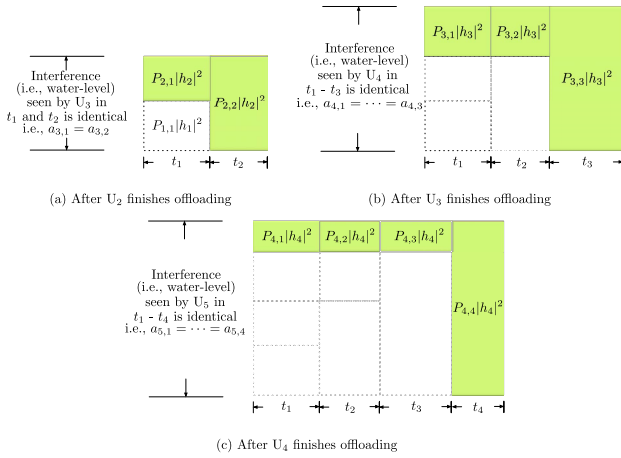 Interference
(i.e., water-level)
seen by U₃ in
t₁ and t₂ is identical
i.e., a₃,₁ = a₃,₂
P₂,₁|h₂|²
P₁,₁|h₁|²
P₂,₂|h₂|²
t₁
t₂
(a) After U₂ finishes offloading
Interference
(i.e., water-level)
seen by U₄ in
t₁ - t₃ is identical
i.e., a₄,₁ = ⋯ = a₄,₃
P₃,₁|h₃|²
P₃,₂|h₃|²
P₃,₃|h₃|²
t₁
t₂
t₃
(b) After U₃ finishes offloading
Interference
(i.e., water-level)
seen by U₅ in
t₁ - t₄ is identical
i.e., a₅,₁ = ⋯ = a₅,₄
P₄,₁|h₄|²
P₄,₂|h₄|²
P₄,₃|h₄|²
P₄,₄|h₄|²
t₁
t₂
t₃
t₄
(c) After U₄ finishes offloading